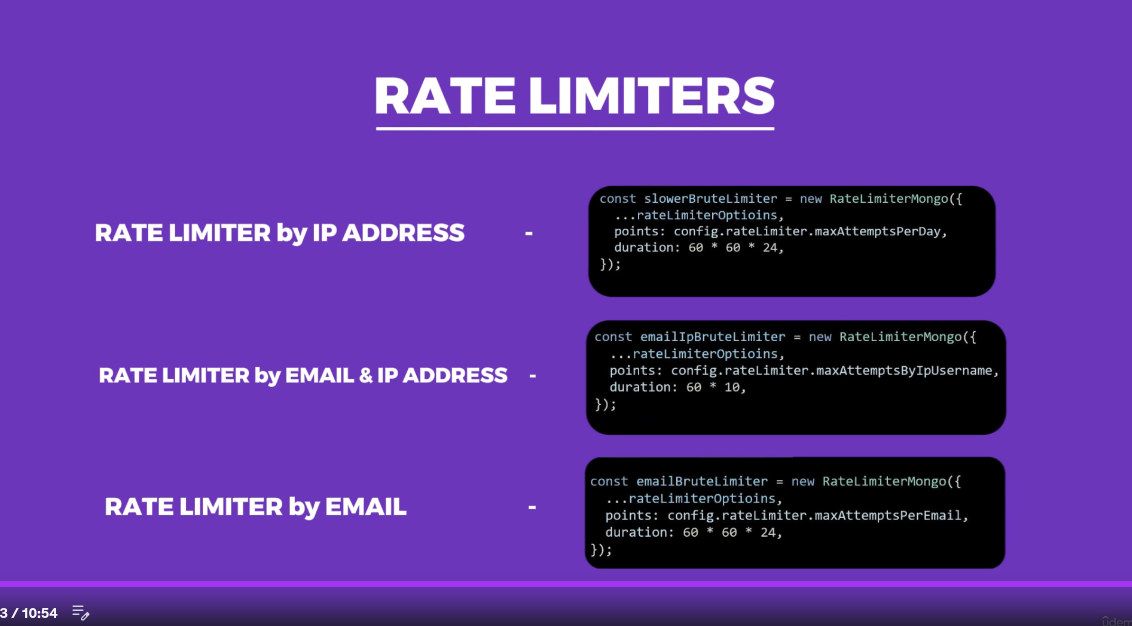 RATE LIMITERS
RATE LIMITER by IP ADDRESS -
const slowerBruteLimiter = new RateLimiterMongo({
...rateLimiterOptioins,
points: config.rateLimiter.maxAttemptsPerDay,
duration: 60 * 60 * 24,
});
RATE LIMITER by EMAIL & IP ADDRESS -
const emailIpBruteLimiter = new RateLimiterMongo({
...rateLimiterOptioins,
points: config.rateLimiter.maxAttemptsByIpUsername,
duration: 60 * 10,
});
RATE LIMITER by EMAIL -
const emailBruteLimiter = new RateLimiterMongo({
...rateLimiterOptioins,
points: config.rateLimiter.maxAttemptsPerEmail,
duration: 60 * 60 * 24,
});
3 / 10:54